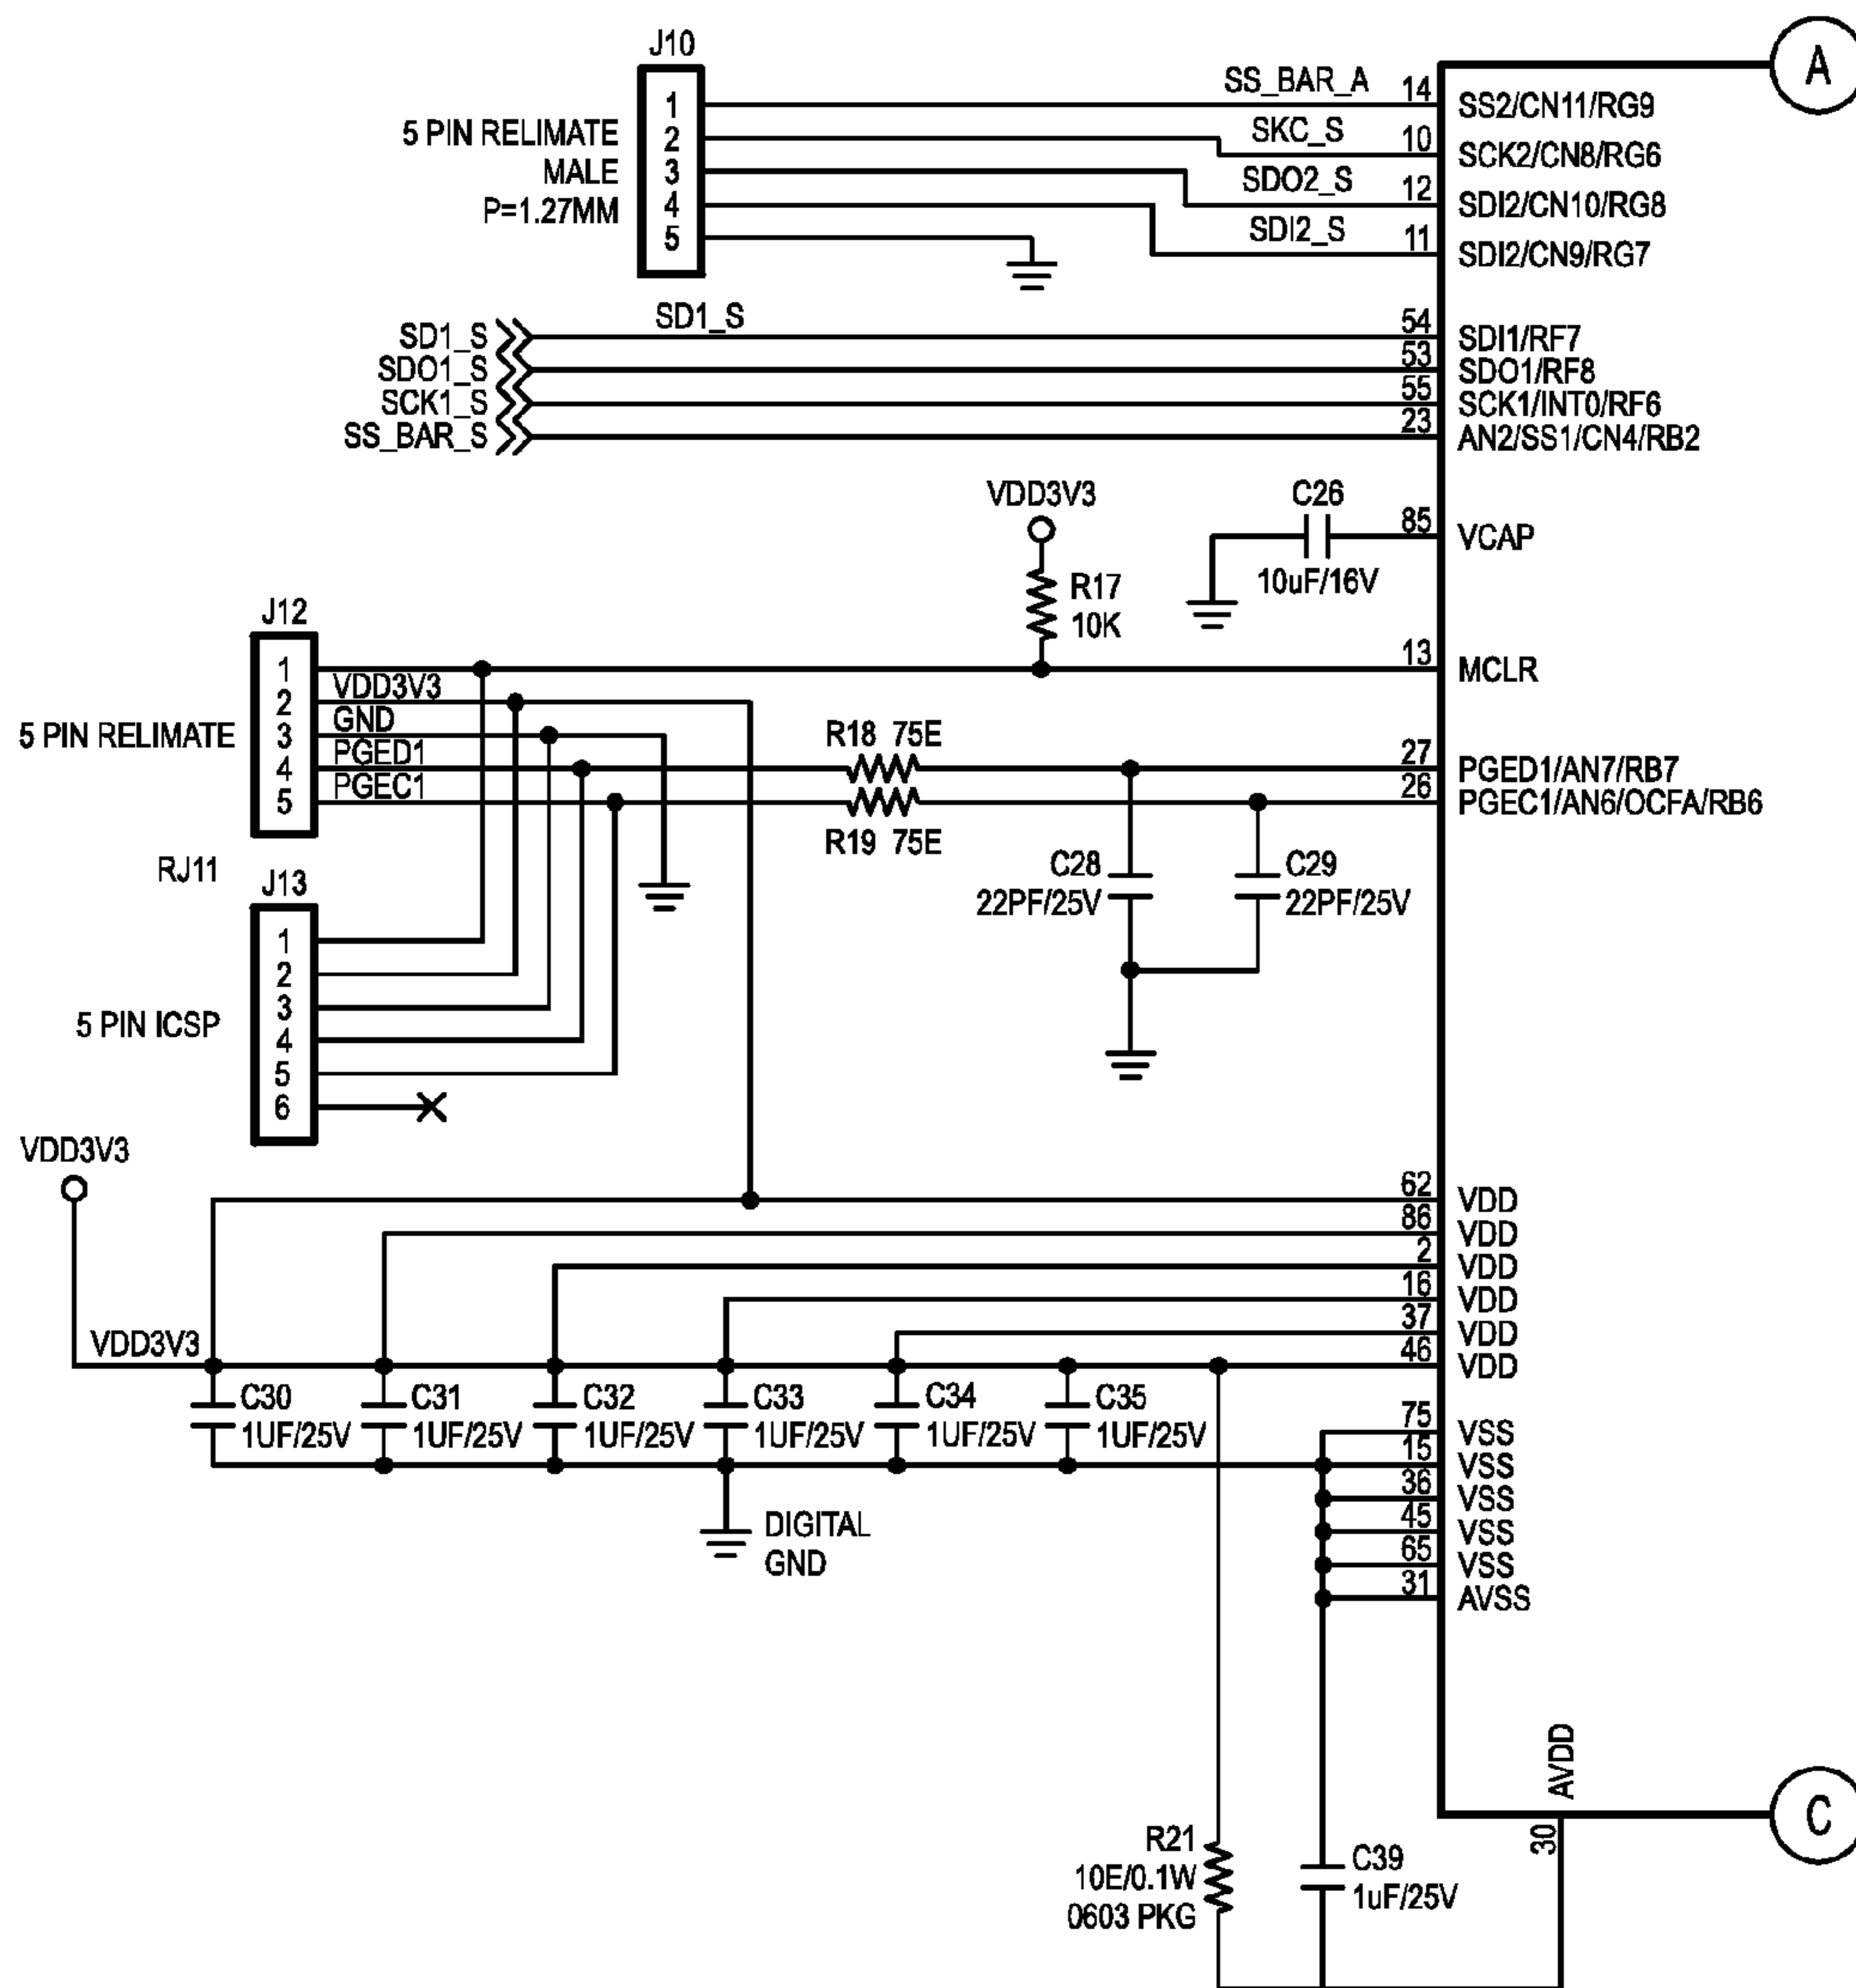 A
J10
5 PIN RELIMATE
MALE
P=1.27MM
1
2
3
4
5
SS_BAR_A
14
SS2/CN11/RG9
SKC_S
10
SCK2/CN8/RG6
SDO2_S
12
SDI2/CN10/RG8
SDI2_S
11
SDI2/CN9/RG7
SD1_S
SD1_S
54
SDI1/RF7
SDO1_S
53
SDO1/RF8
SCK1_S
55
SCK1/INT0/RF6
SS_BAR_S
23
AN2/SS1/CN4/RB2
VDD3V3
R17
10K
C26
10uF/16V
85
VCAP
J12
5 PIN RELIMATE
1
2
3
4
5
VDD3V3
GND
PGED1
PGEC1
13
MCLR
R18 75E
R19 75E
27
PGED1/AN7/RB7
26
PGEC1/AN6/OCFA/RB6
C28
22PF/25V
C29
22PF/25V
RJ11
J13
5 PIN ICSP
1
2
3
4
5
6
VDD3V3
VDD3V3
62
VDD
86
VDD
2
VDD
16
VDD
37
VDD
46
VDD
C30
1UF/25V
C31
1UF/25V
C32
1UF/25V
C33
1UF/25V
C34
1UF/25V
C35
1UF/25V
DIGITAL
GND
75
VSS
15
VSS
36
VSS
45
VSS
65
VSS
31
AVSS
AVDD
30
C
R21
10E/0.1W
0603 PKG
C39
1uF/25V